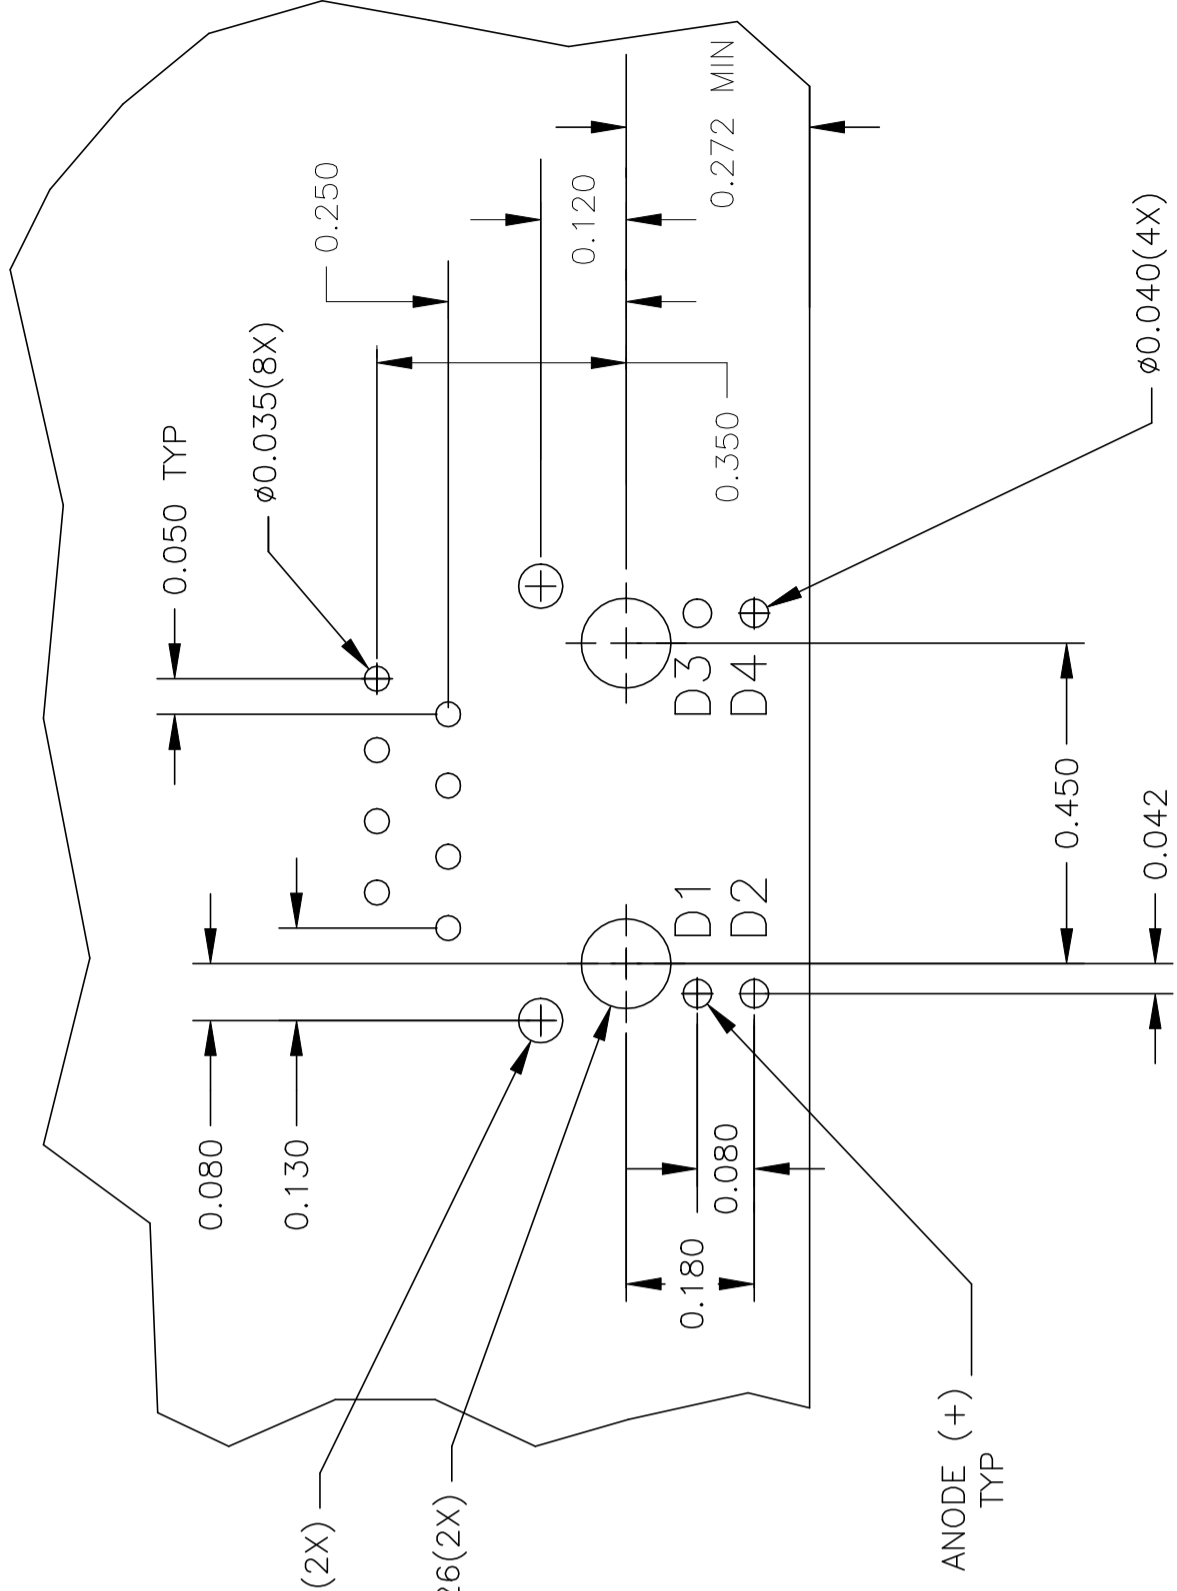 0.050 TYP
ø0.035(8X)
0.250
0.120
0.272 MIN
0.350
ø0.040(4X)
D3
D4
D1
D2
0.450
0.042
0.080
0.130
0.080
0.180
(2X)
26(2X)
ANODE (+)
TYP